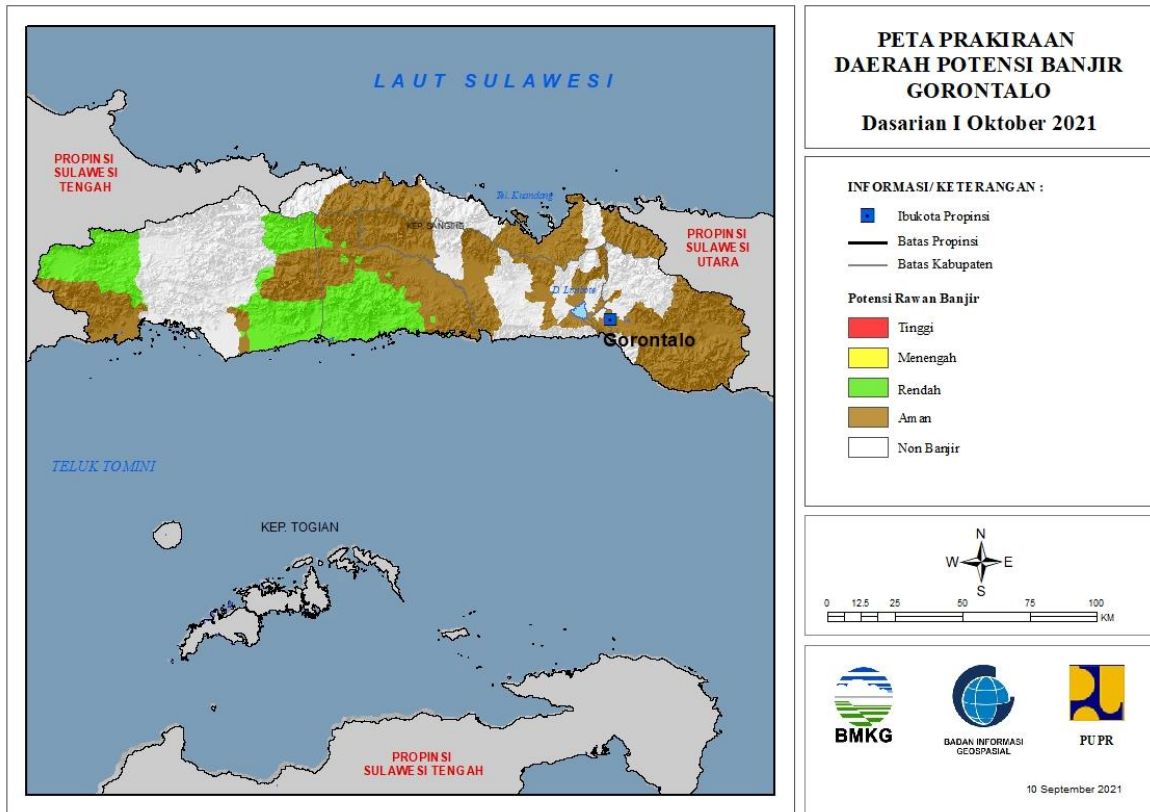 LAUT SULAWESI
PROPINSI
SULAWESI
TENGAH
Tel. Kuandang
KEP. SANGIHE
PROPINSI
SULAWESI
UTARA
D. Limboto
Gorontalo
TELUK TOMINI
KEP. TOGIAN
PROPINSI
SULAWESI TENGAH
PETA PRAKIRAAN
DAERAH POTENSI BANJIR
GORONTALO
Dasarian I Oktober 2021
INFORMASI/ KETERANGAN :
Ibukota Propinsi
Batas Propinsi
Batas Kabupaten
Potensi Rawan Banjir
Tinggi
Menengah
Rendah
Aman
Non Banjir
N
W E
S
0 12.5 25 50 75 100
KM
BMKG
BADAN INFORMASI
GEOSPASIAL
PUPR
10 September 2021